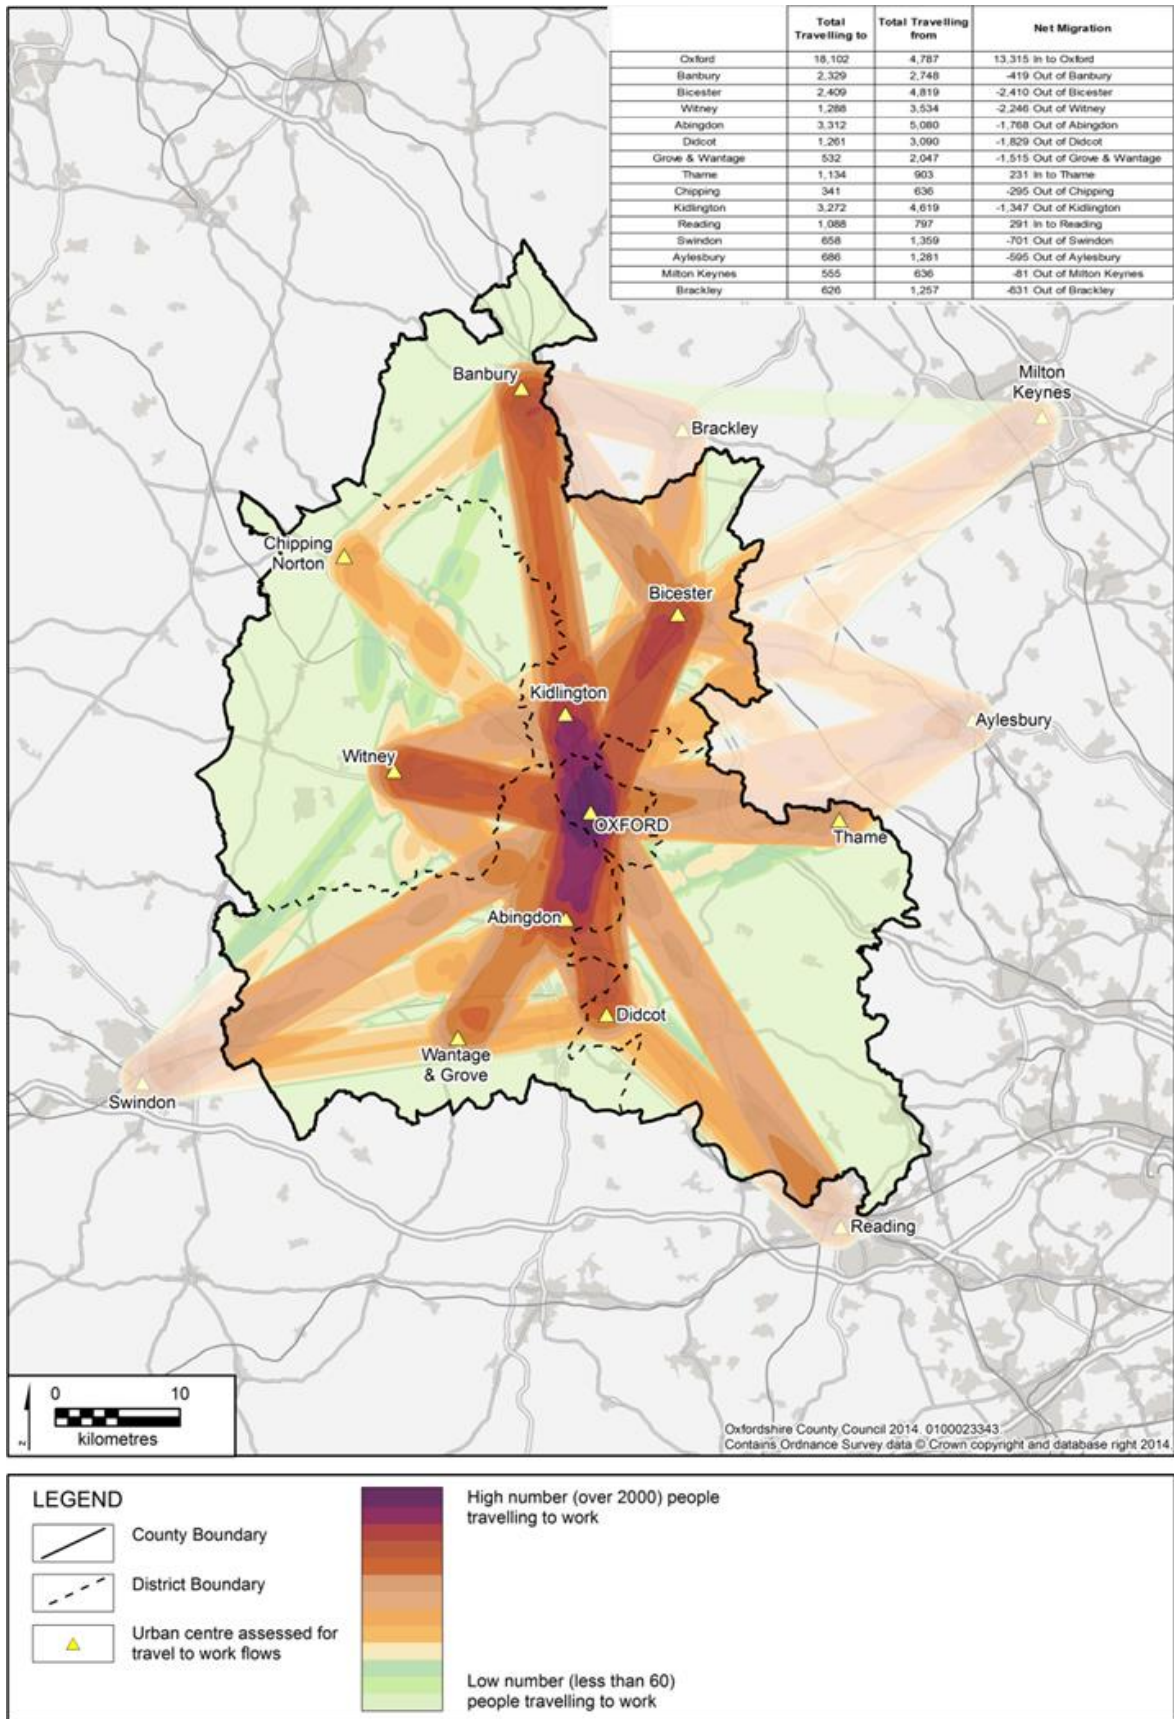 Total Travelling to Total Travelling from Net Migration
Oxford 18,102 4,787 13,315 In to Oxford
Banbury 2,329 2,748 -419 Out of Banbury
Bicester 2,409 4,819 -2,410 Out of Bicester
Witney 1,288 3,534 -2,246 Out of Witney
Abingdon 3,312 5,080 -1,768 Out of Abingdon
Didcot 1,261 3,090 -1,829 Out of Didcot
Grove & Wantage 532 2,047 -1,515 Out of Grove & Wantage
Thame 1,134 903 231 In to Thame
Chipping 341 636 -295 Out of Chipping
Kidlington 3,272 4,619 -1,347 Out of Kidlington
Reading 1,088 797 291 In to Reading
Swindon 658 1,359 -701 Out of Swindon
Aylesbury 686 1,281 -595 Out of Aylesbury
Milton Keynes 555 636 -81 Out of Milton Keynes
Brackley 626 1,257 -631 Out of Brackley
Banbury
Milton
Keynes
Brackley
Chipping
Norton
Bicester
Kidlington
Aylesbury
Witney
OXFORD
Thame
Abingdon
Didcot
Wantage
& Grove
Swindon
Reading
0 10
kilometres
z
Oxfordshire County Council 2014. 0100023343
Contains Ordnance Survey data © Crown copyright and database right 2014.
LEGEND
County Boundary
District Boundary
Urban centre assessed for
travel to work flows
High number (over 2000) people
travelling to work
Low number (less than 60)
people travelling to work